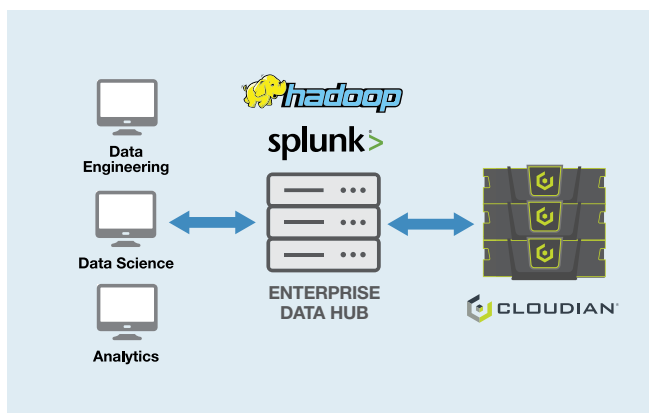 Data
Engineering
Data Science
Analytics
hadoop
splunk>
ENTERPRISE
DATA HUB
CLOUDIAN®